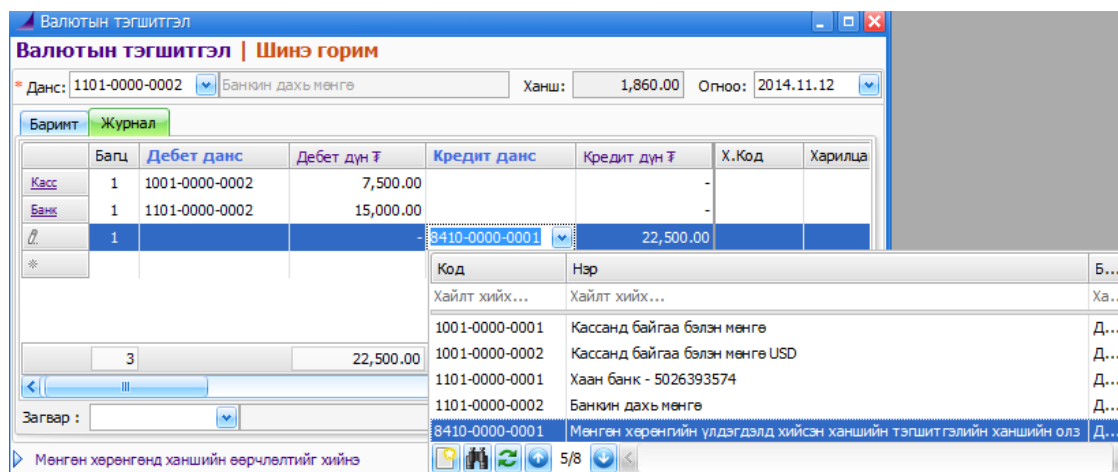 Валютын тэгшитгэл
Валютын тэгшитгэл | Шинэ горим
* Данс: 1101-0000-0002 Банкин дахь мөнгө Ханш: 1,860.00 Огноо: 2014.11.12
Баримт Журнал
Багц Дебет данс Дебет дүн ₮ Кредит данс Кредит дүн ₮ Х.Код Харилца
Касс 1 1001-0000-0002 7,500.00 -
Банк 1 1101-0000-0002 15,000.00 -
1 - 8410-0000-0001 22,500.00
Код Нэр Б...
Хайлт хийх... Хайлт хийх... Ха..
1001-0000-0001 Кассанд байгаа бэлэн мөнгө Д...
3 22,500.00 1001-0000-0002 Кассанд байгаа бэлэн мөнгө USD Д...
1101-0000-0001 Хаан банк - 5026393574 Д...
Загвар : 1101-0000-0002 Банкин дахь мөнгө Д...
8410-0000-0001 Мөнгөн хөрөнгийн үлдэгдэлд хийсэн ханшийн тэгшитгэлийн ханшийн олз Д...
Мөнгөн хөрөнгөнд ханшийн өөрчлөлтийг хийнэ 5/8